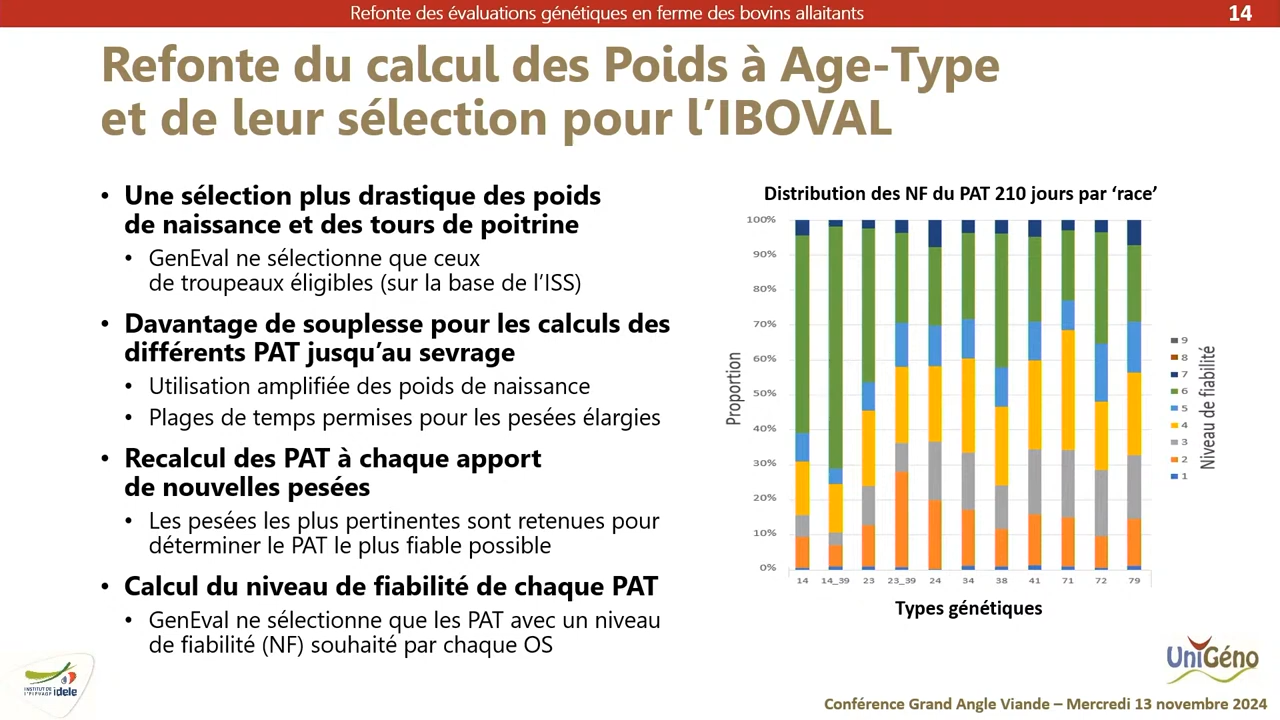 Refonte des évaluations génétiques en ferme des bovins allaitants
14
Refonte du calcul des Poids à Age-Type
et de leur sélection pour l'IBOVAL
• Une sélection plus drastique des poids
de naissance et des tours de poitrine
• GenEval ne sélectionne que ceux
de troupeaux éligibles (sur la base de l'ISS)
• Davantage de souplesse pour les calculs des
différents PAT jusqu'au sevrage
• Utilisation amplifiée des poids de naissance
• Plages de temps permises pour les pesées élargies
• Recalcul des PAT à chaque apport
de nouvelles pesées
• Les pesées les plus pertinentes sont retenues pour
déterminer le PAT le plus fiable possible
• Calcul du niveau de fiabilité de chaque PAT
• GenEval ne sélectionne que les PAT avec un niveau
de fiabilité (NF) souhaité par chaque OS
Distribution des NF du PAT 210 jours par 'race'
100%
90%
80%
70%
60%
50%
40%
30%
20%
10%
0%
Proportion
14 14_39 23 23_39 24 34 38 41 71 72 79
Types génétiques
9
8
7
6
5
4
3
2
1
Niveau de fiabilité
INSTITUT DE
L'ELEVAGE idele
UniGéno
Conférence Grand Angle Viande – Mercredi 13 novembre 2024